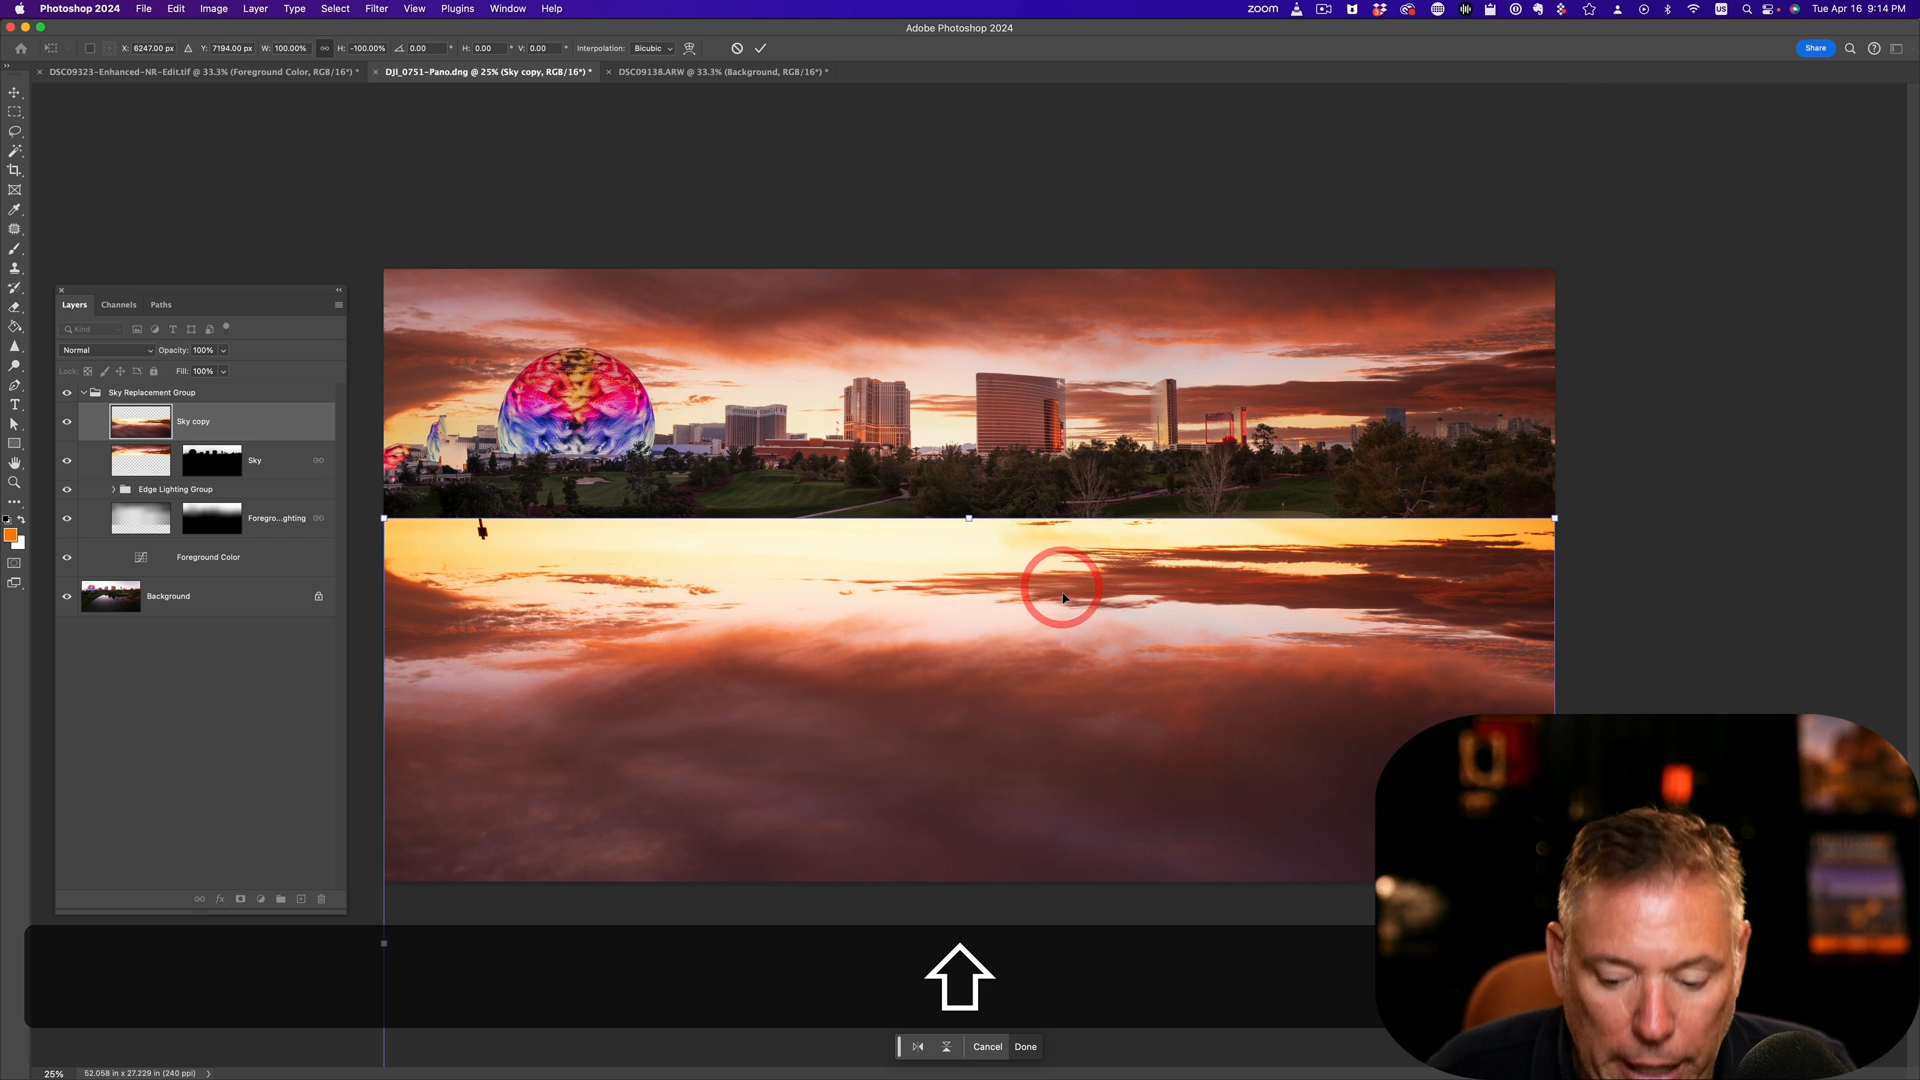 Photoshop 2024 File Edit Image Layer Type Select Filter View Plugins Window Help
zoom US Tue Apr 16 9:14 PM
Adobe Photoshop 2024
X: 6247.00 px Y: 7194.00 px W: 100.00% H: -100.00% 0.00 ° H: 0.00 ° V: 0.00 ° Interpolation: Bicubic
Share
DSC09323-Enhanced-NR-Edit.tif @ 33.3% (Foreground Color, RGB/16*) *
DJI_0751-Pano.dng @ 25% (Sky copy, RGB/16*) *
DSC09138.ARW @ 33.3% (Background, RGB/16*) *
Layers Channels Paths
Kind
Normal Opacity: 100%
Lock: Fill: 100%
Sky Replacement Group
Sky copy
Sky
Edge Lighting Group
Foregro...ghting
Foreground Color
Background
fx
Cancel Done
25% 52.058 in x 27.229 in (240 ppi)